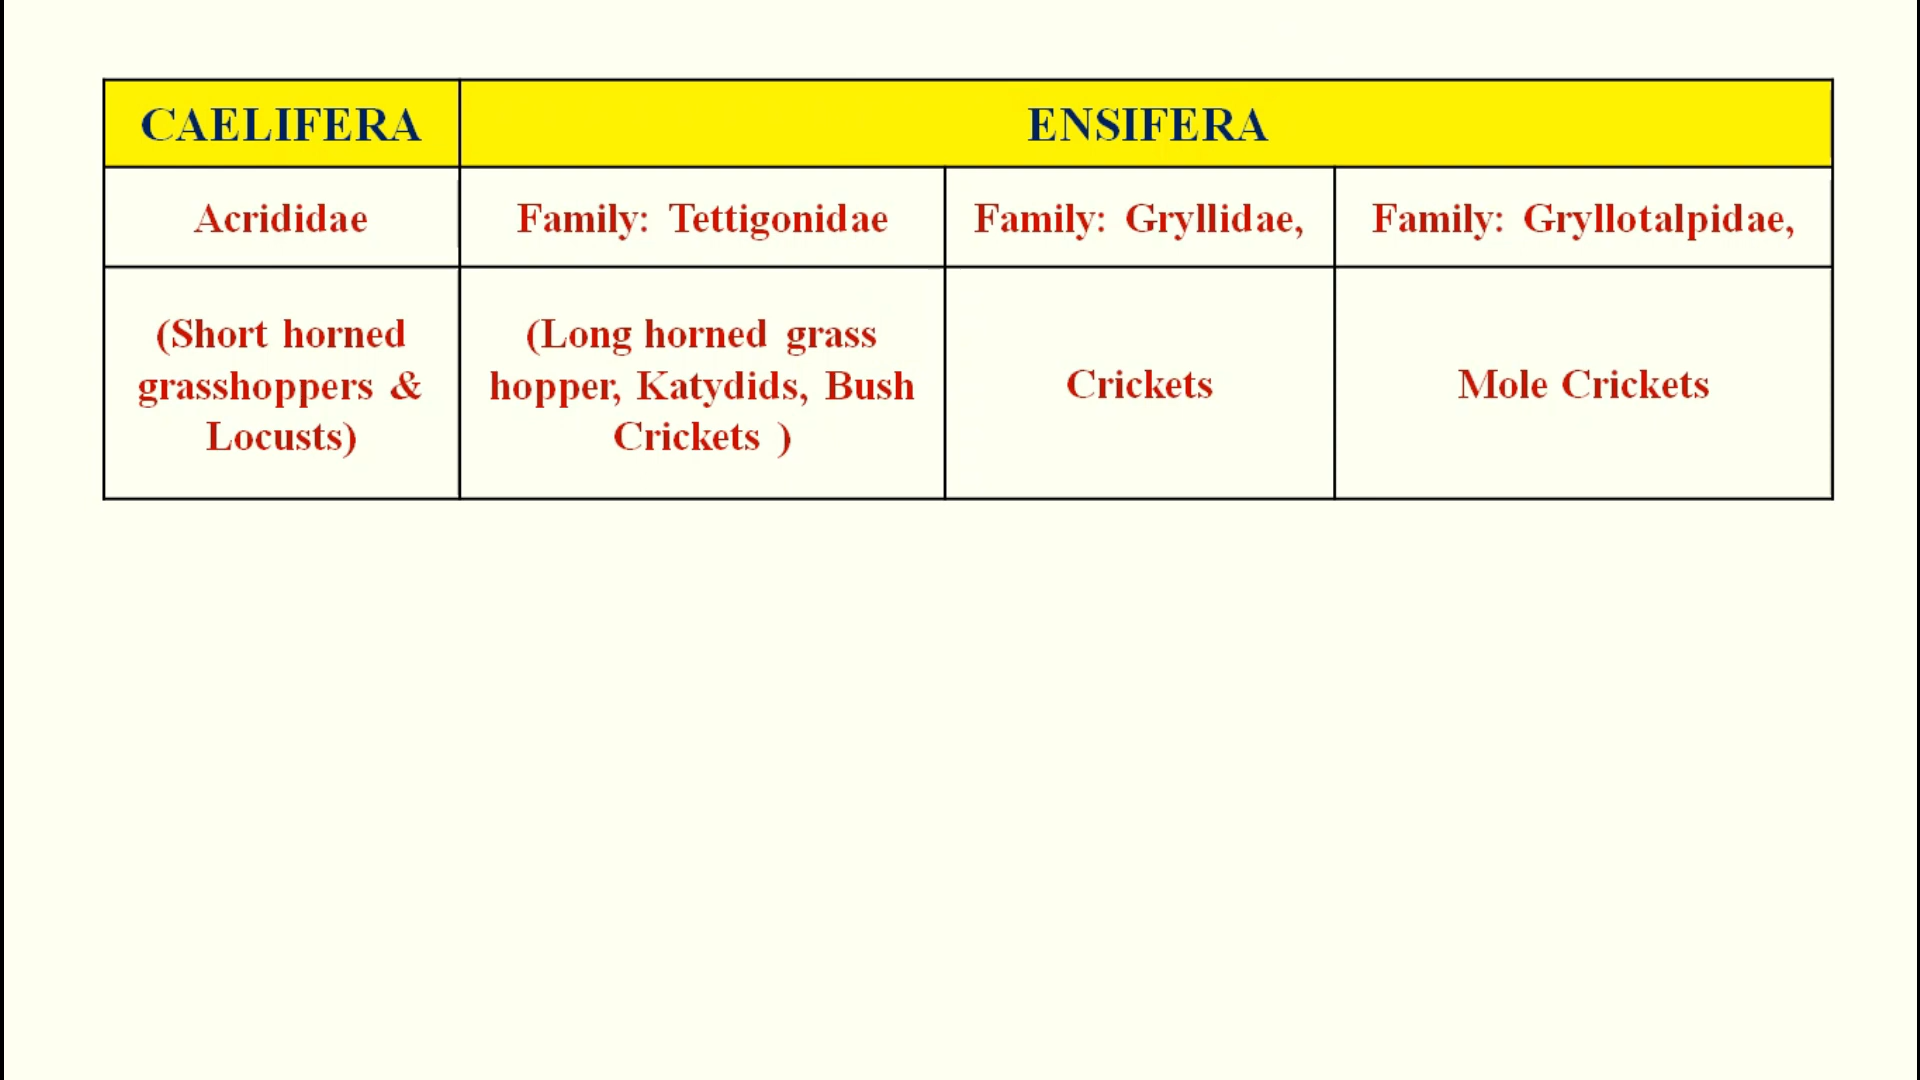 CAELIFERA ENSIFERA
Acrididae Family: Tettigonidae Family: Gryllidae, Family: Gryllotalpidae,
(Short horned
grasshoppers &
Locusts)
(Long horned grass
hopper, Katydids, Bush
Crickets )
Crickets
Mole Crickets